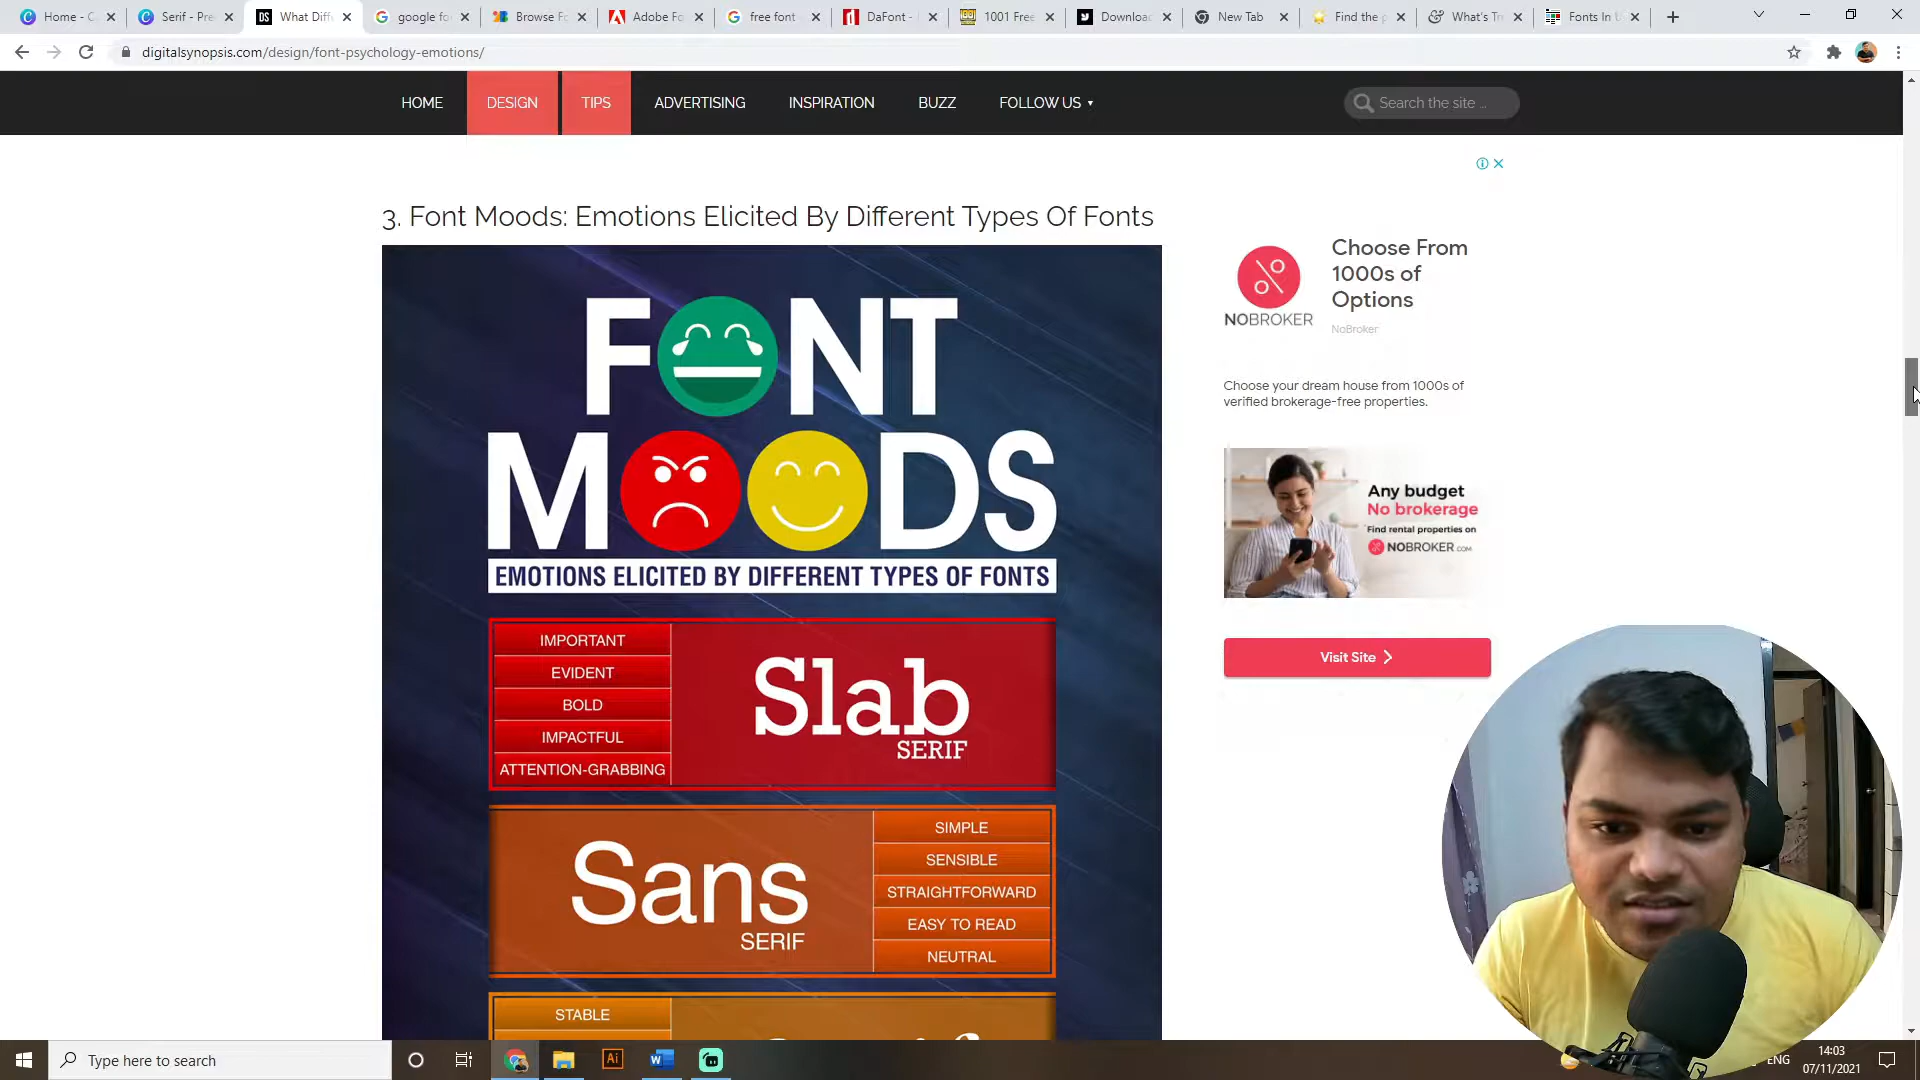 Home - C
Serif - Pre
What Diff
google fo
Browse Fo
Adobe Fo
free font
DaFont -
1001 Free
Download
New Tab
Find the p
What's Tr
Fonts In U
digitalsynopsis.com/design/font-psychology-emotions/
HOME
DESIGN
TIPS
ADVERTISING
INSPIRATION
BUZZ
FOLLOW US
Search the site ...
3. Font Moods: Emotions Elicited By Different Types Of Fonts
FONT
MOODS
EMOTIONS ELICITED BY DIFFERENT TYPES OF FONTS
IMPORTANT
EVIDENT
BOLD
IMPACTFUL
ATTENTION-GRABBING
Slab
SERIF
Sans
SERIF
SIMPLE
SENSIBLE
STRAIGHTFORWARD
EASY TO READ
NEUTRAL
STABLE
NOBROKER
Choose From
1000s of
Options
NoBroker
Choose your dream house from 1000s of
verified brokerage-free properties.
Any budget
No brokerage
Find rental properties on
NOBROKER.COM
Visit Site
Type here to search
ENG
14:03
07/11/2021